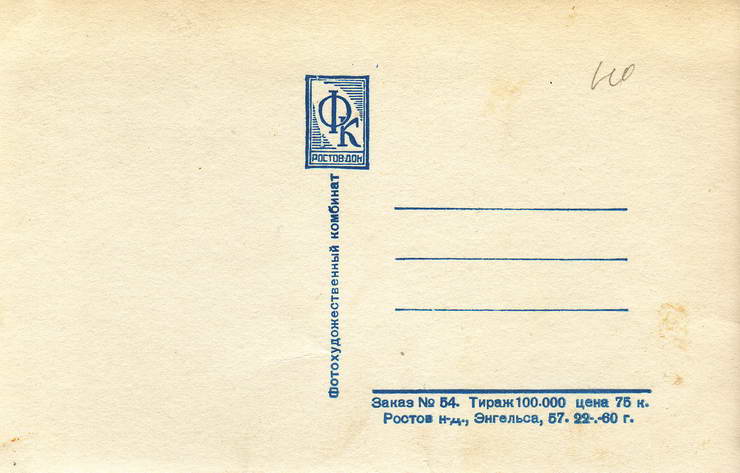 ФК
РОСТОВ-ДОН
Фотохудожественный комбинат
Заказ № 54. Тираж 100.000 цена 75 к.
Ростов н-д., Энгельса, 57. 22-.-60 г.